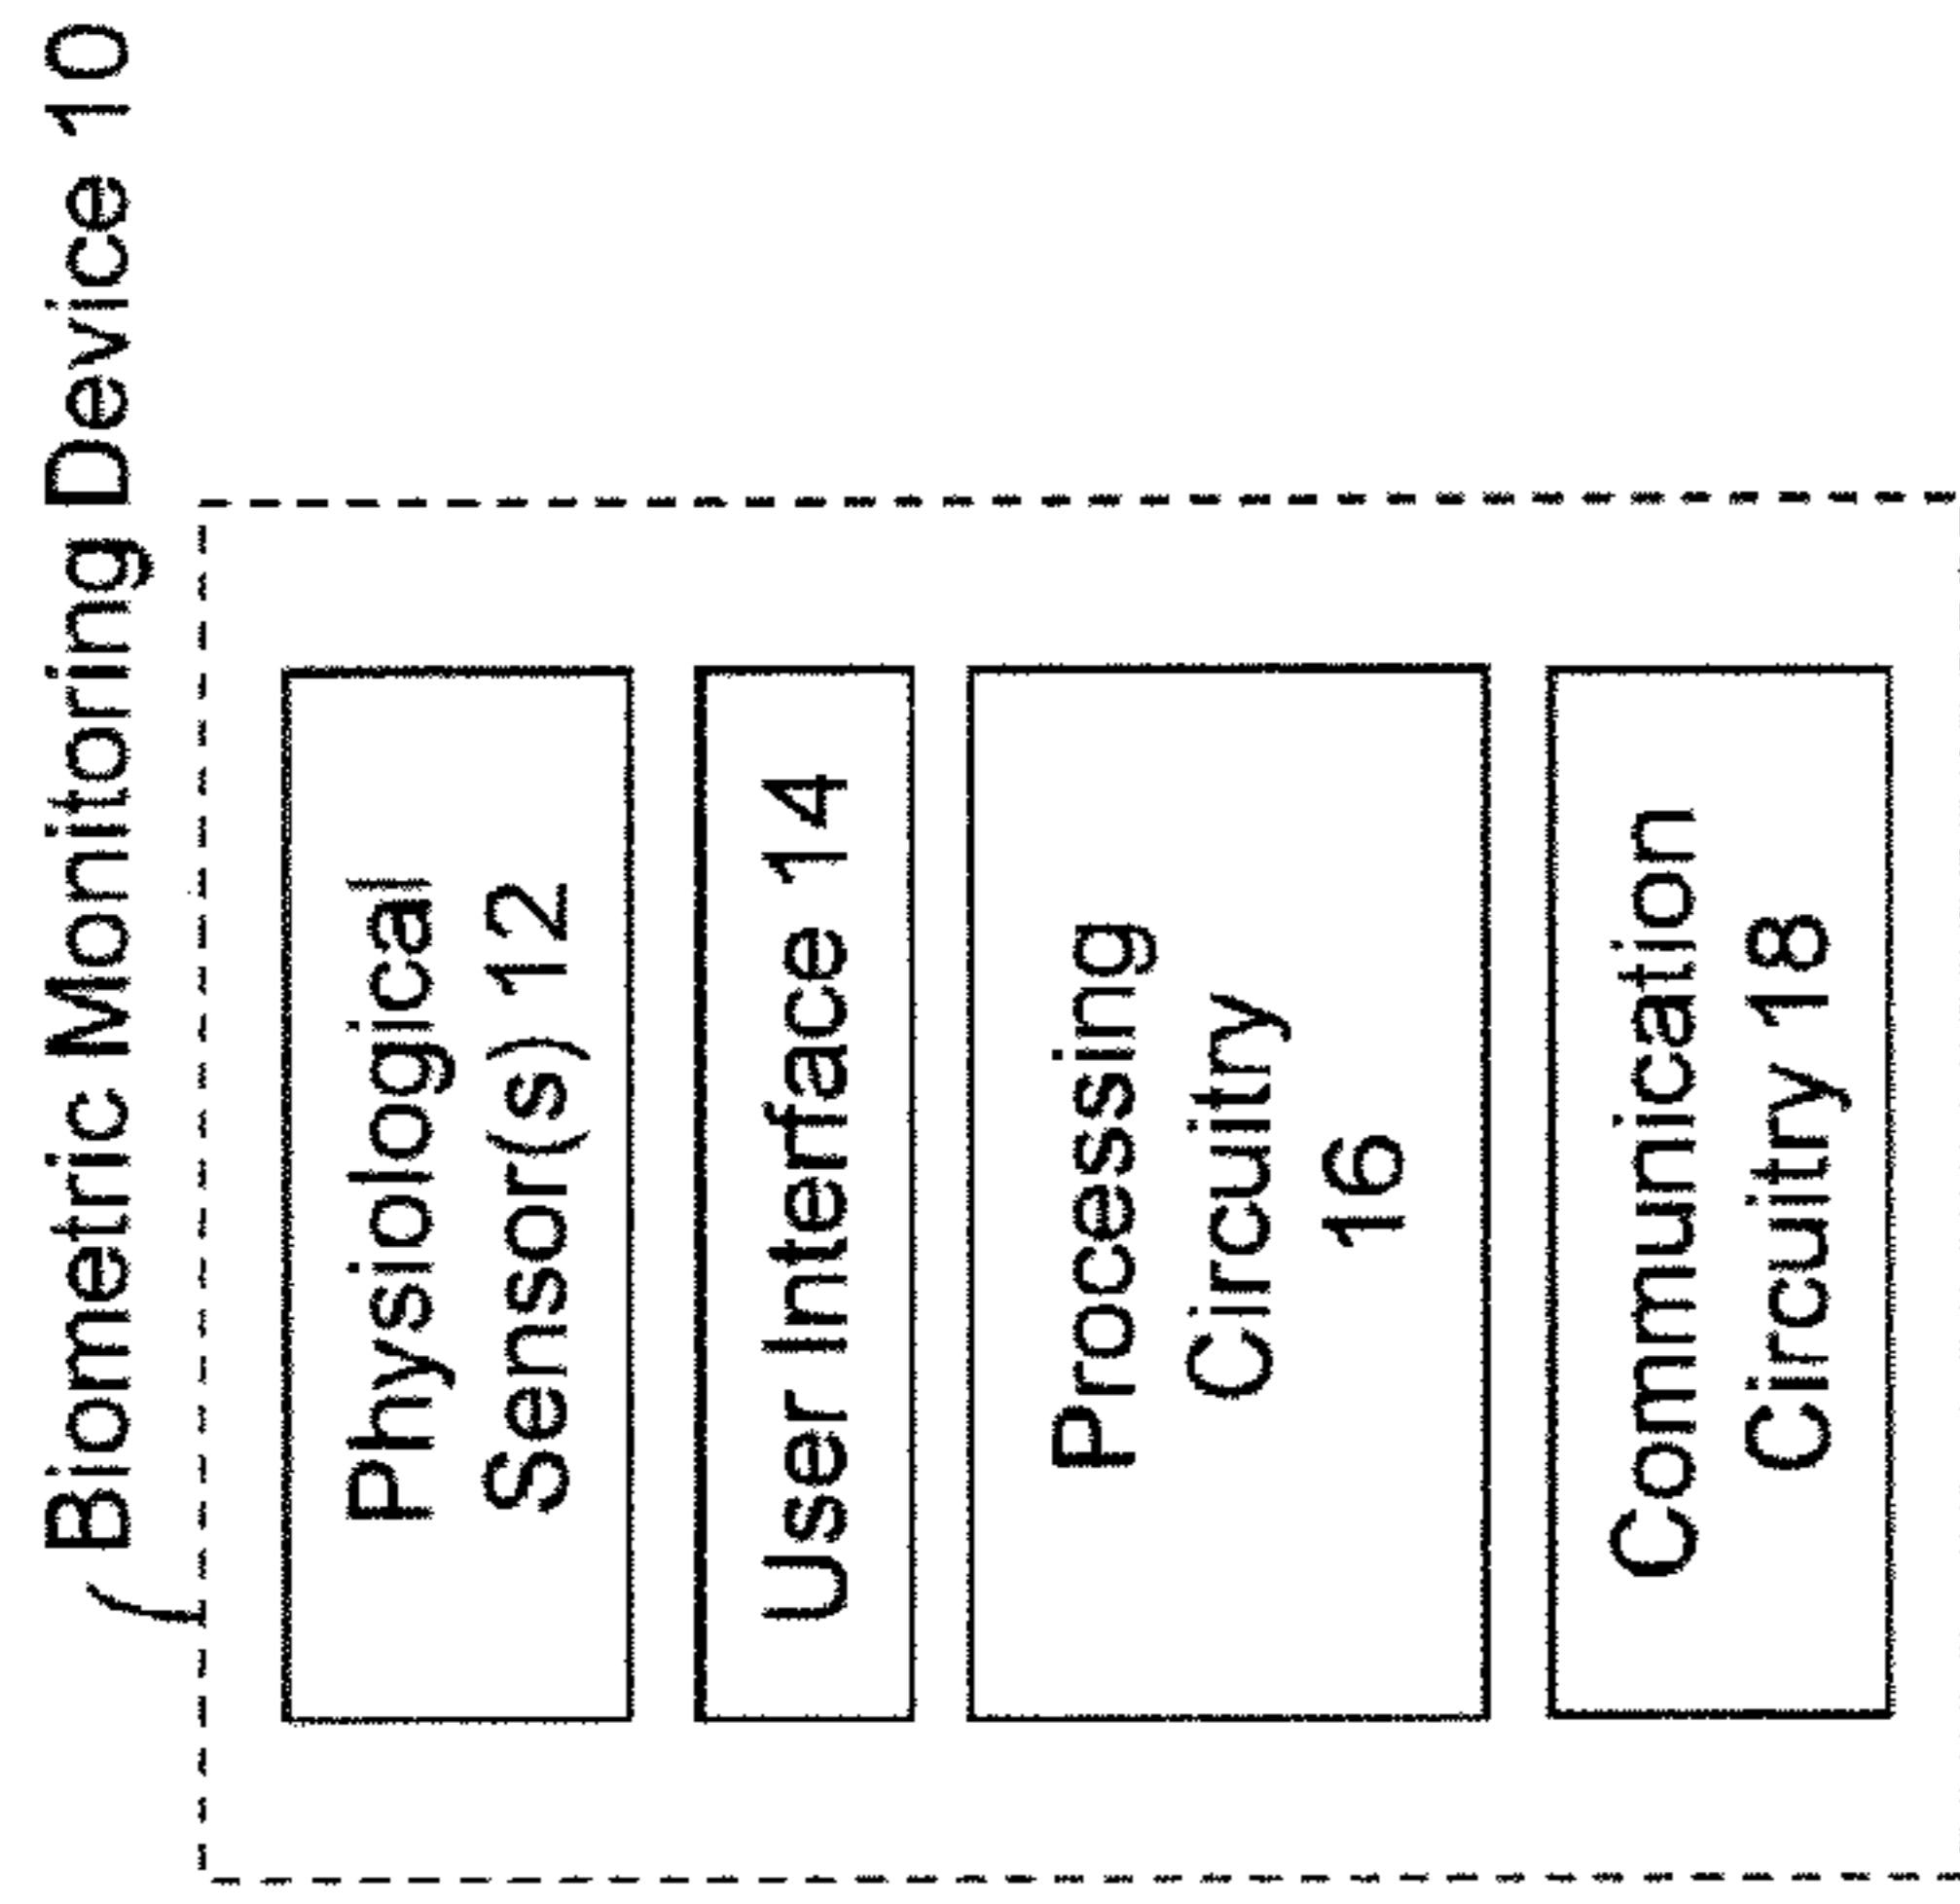 Biometric Monitoring Device 10
Physiological
Sensor(s) 12
User Interface 14
Processing
Circuitry
16
Communication
Circuitry 18